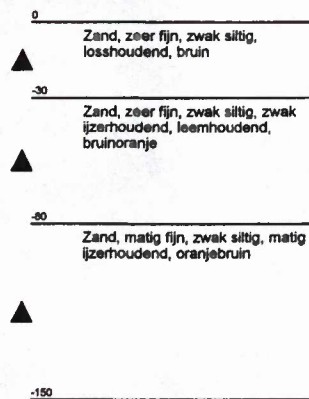 0
Zand, zeer fijn, zwak siltig,
losshoudend, bruin
-30
Zand, zeer fijn, zwak siltig, zwak
ijzerhoudend, leemhoudend,
bruinoranje
-80
Zand, matig fijn, zwak siltig, matig
ijzerhoudend, oranjebruin
-150